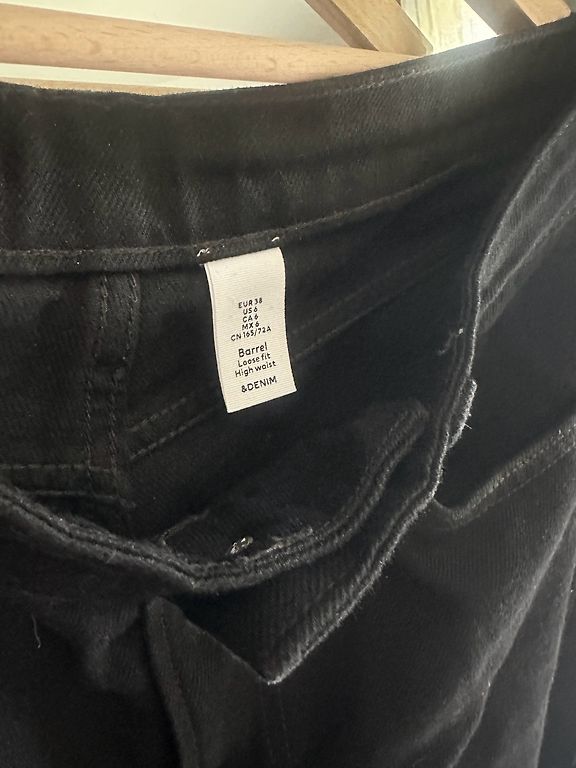 EUR 38
US 6
CA 6
MX 6
CN 165/72A
Barrel
Loose fit
High waist
&DENIM